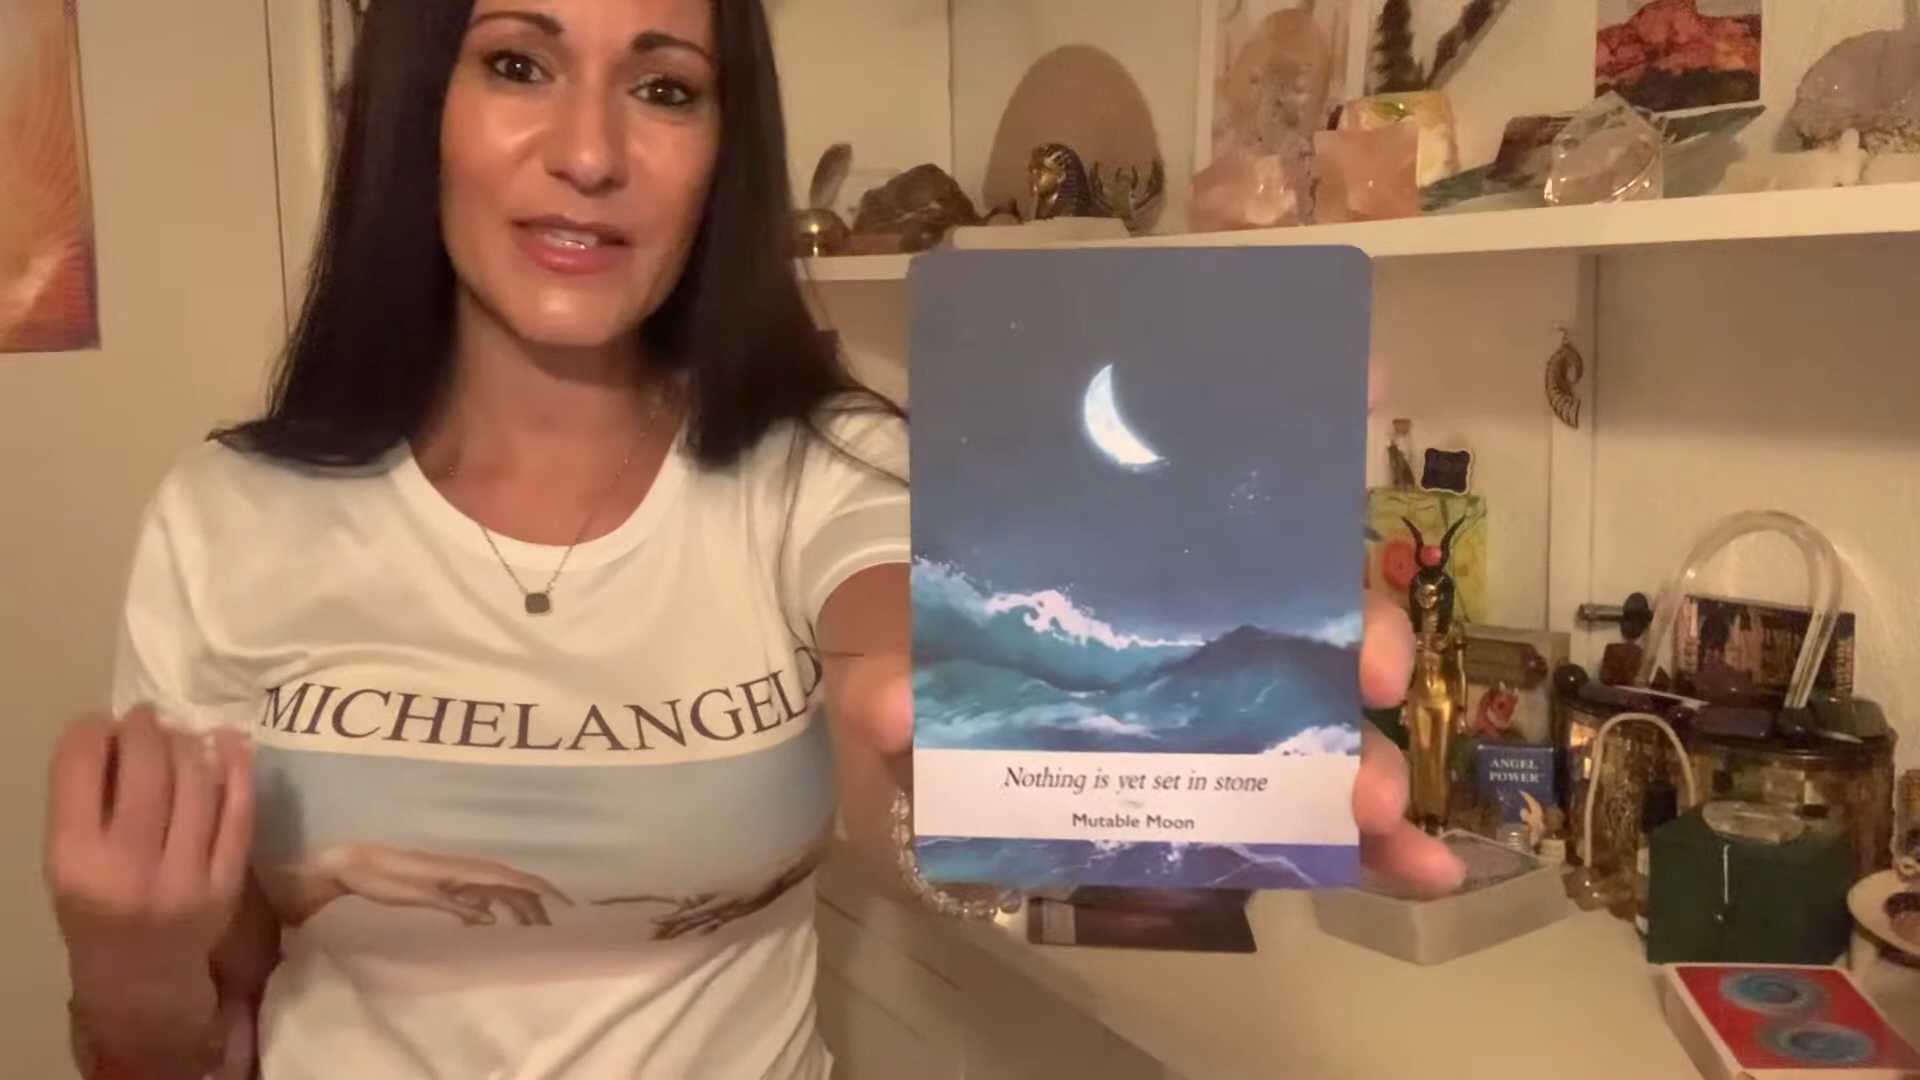 MICHELANGELO
Nothing is yet set in stone
Mutable Moon
ANGEL
POWER